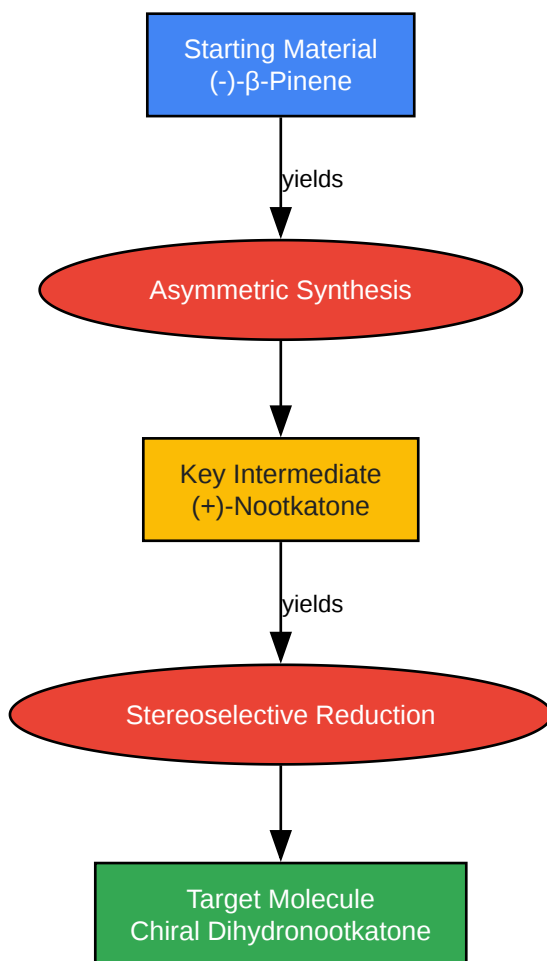 Starting Material
(-)-β-Pinene
yields
Asymmetric Synthesis
Key Intermediate
(+)-Nootkatone
yields
Stereoselective Reduction
Target Molecule
Chiral Dihydronootkatone